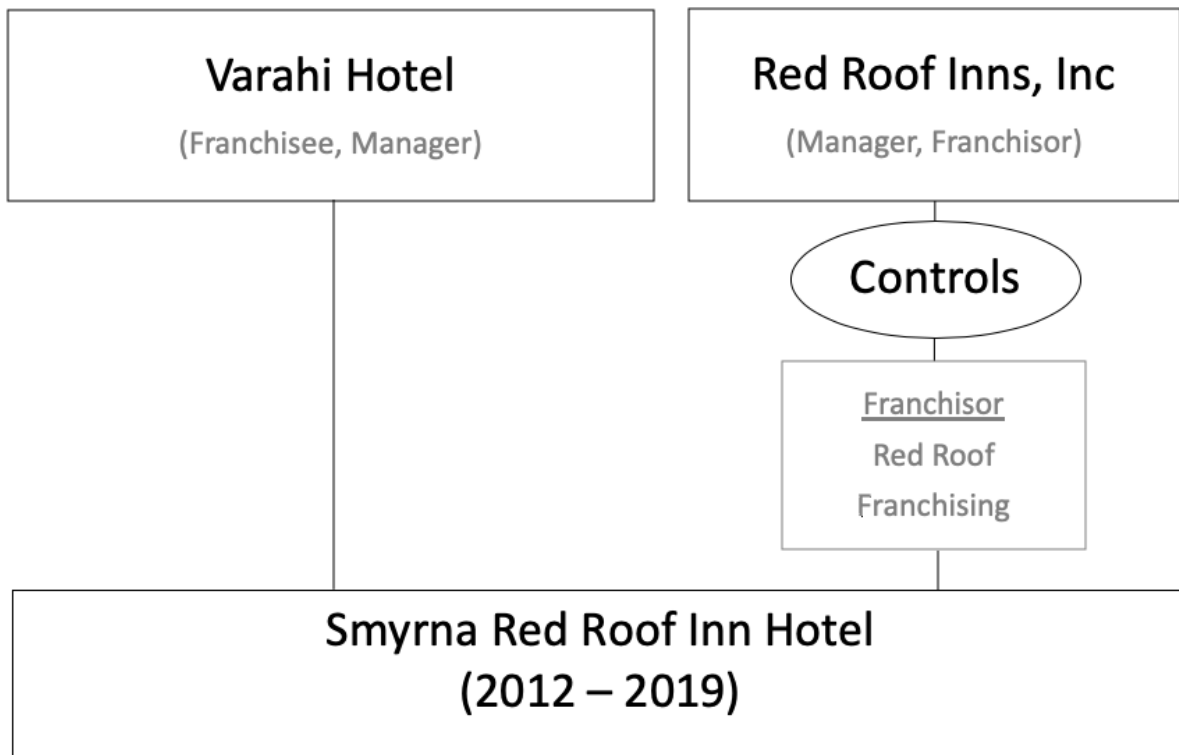 Varahi Hotel
(Franchisee, Manager)
Red Roof Inns, Inc
(Manager, Franchisor)
Controls
Franchisor
Red Roof
Franchising
Smyrna Red Roof Inn Hotel
(2012 – 2019)